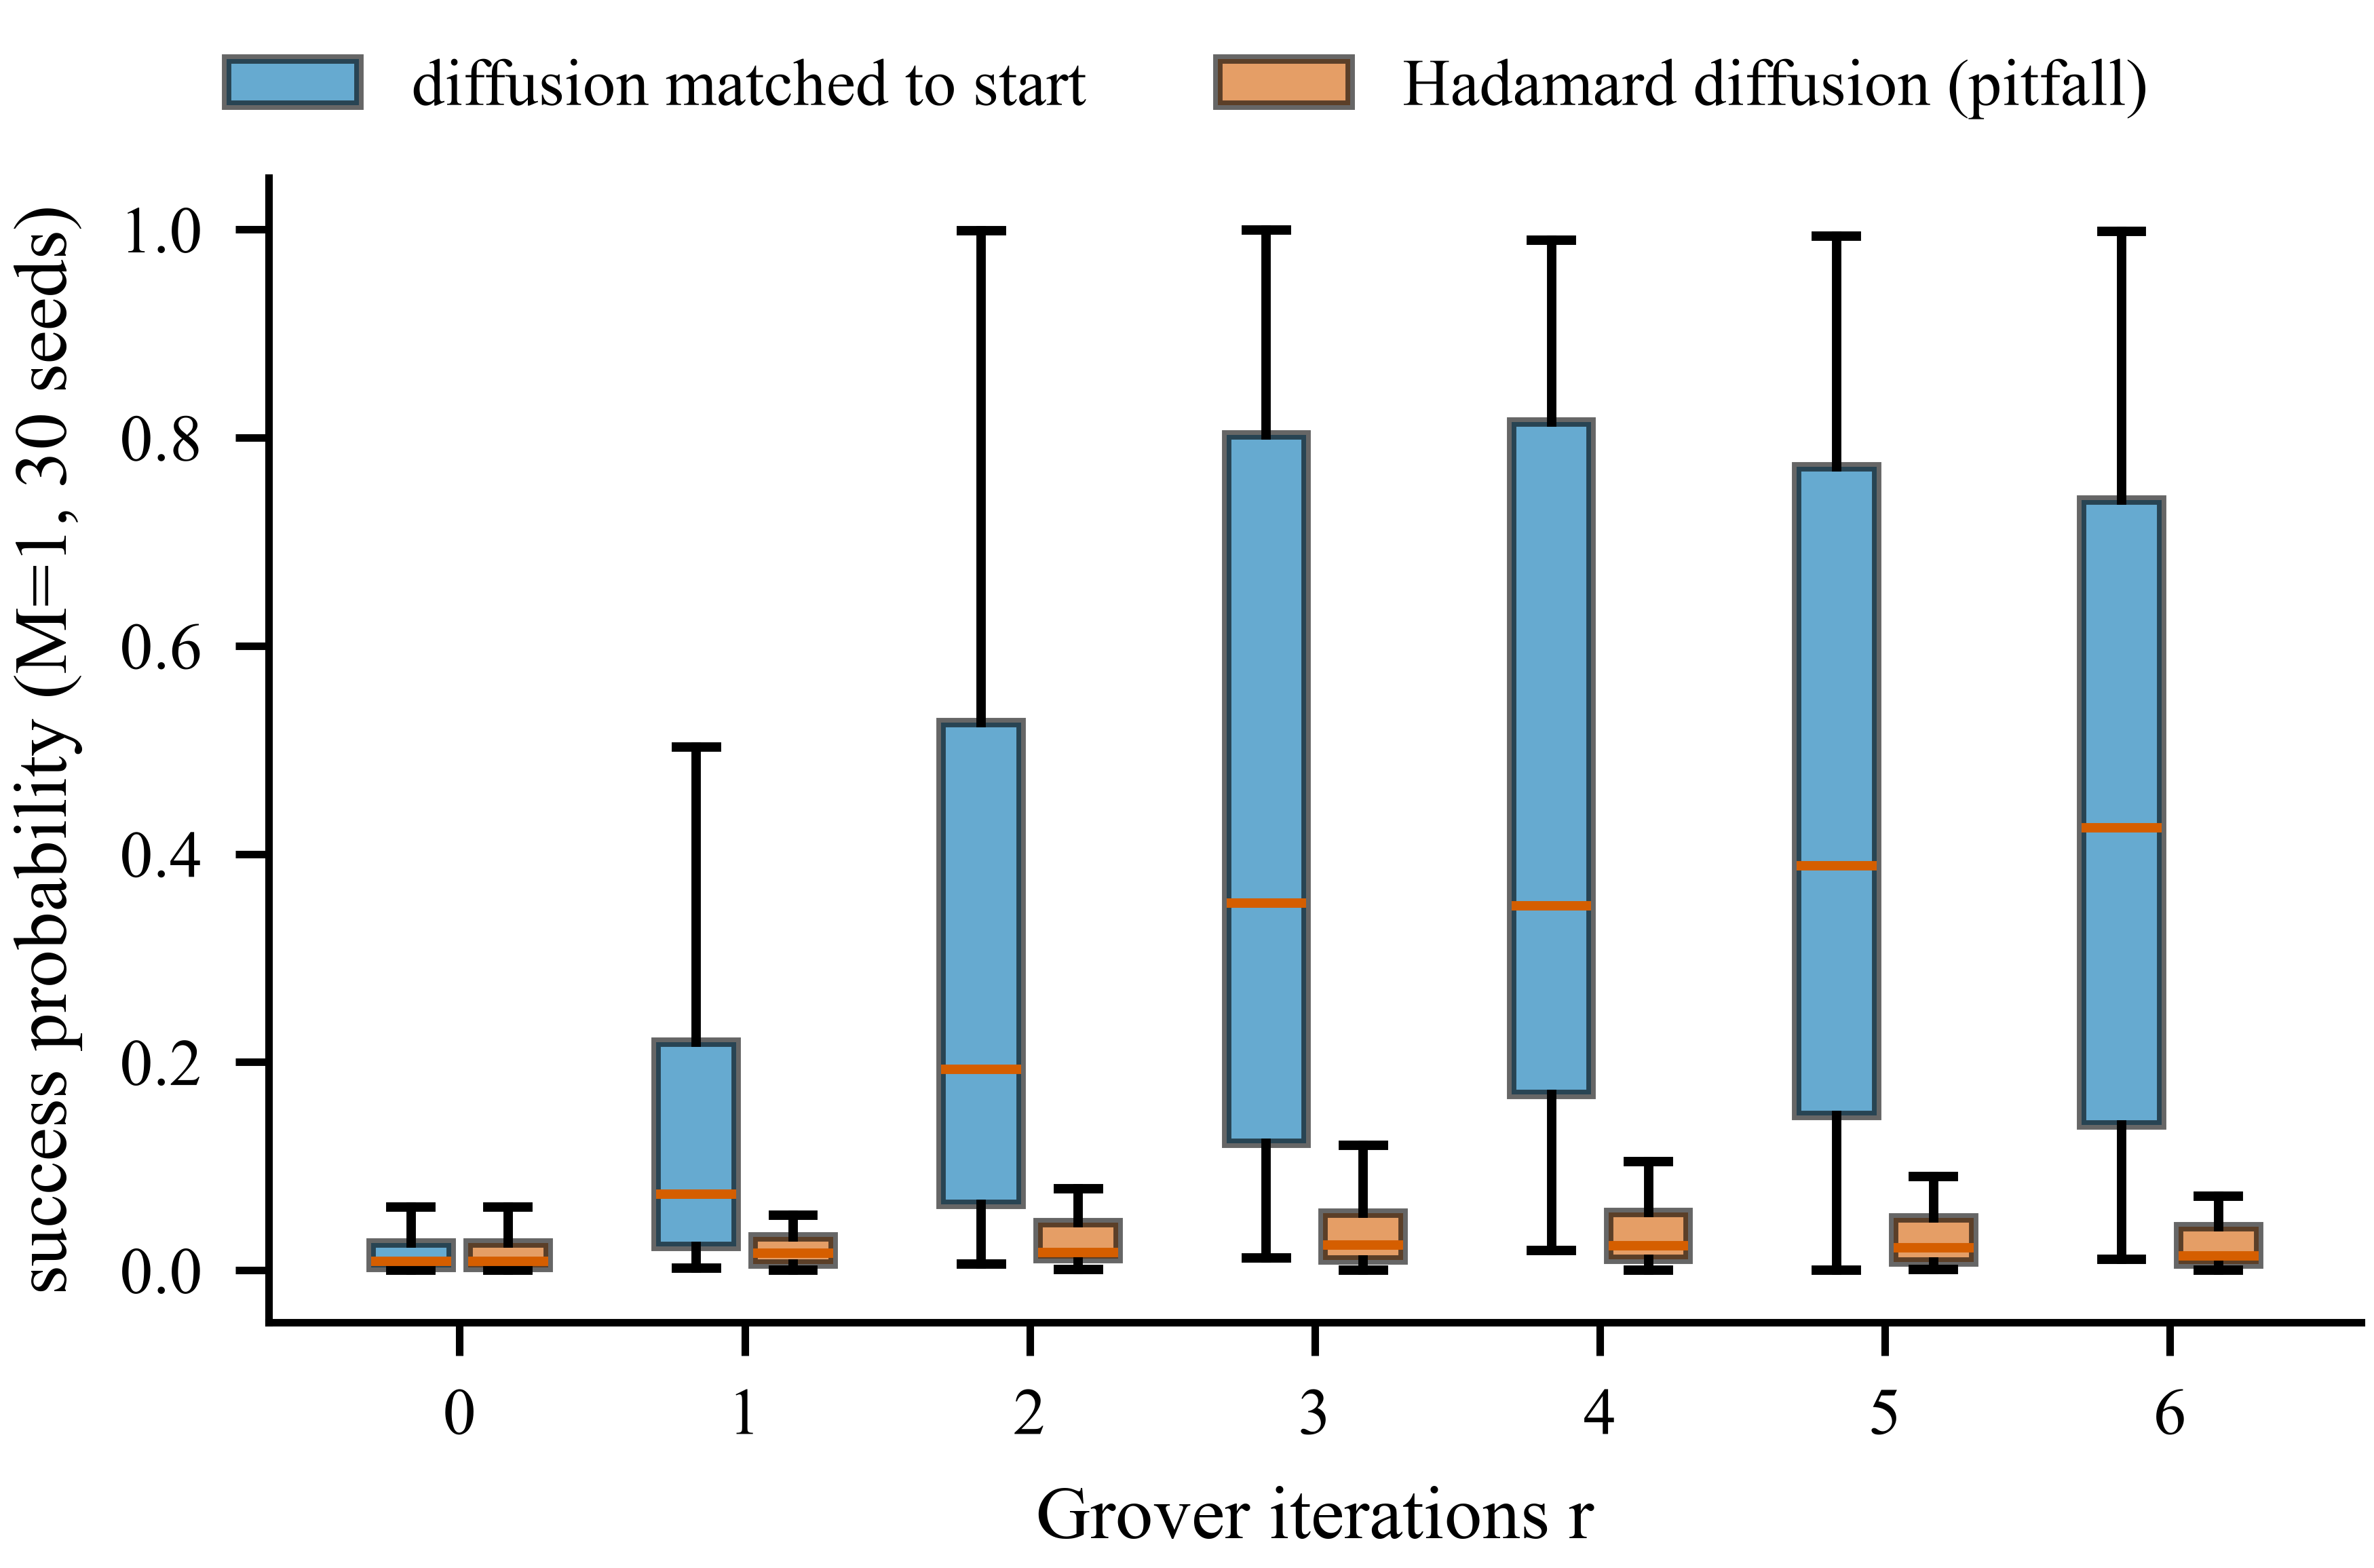 diffusion matched to start
Hadamard diffusion (pitfall)
success probability (M=1, 30 seeds)
1.0
0.8
0.6
0.4
0.2
0.0
0 1 2 3 4 5 6
Grover iterations r